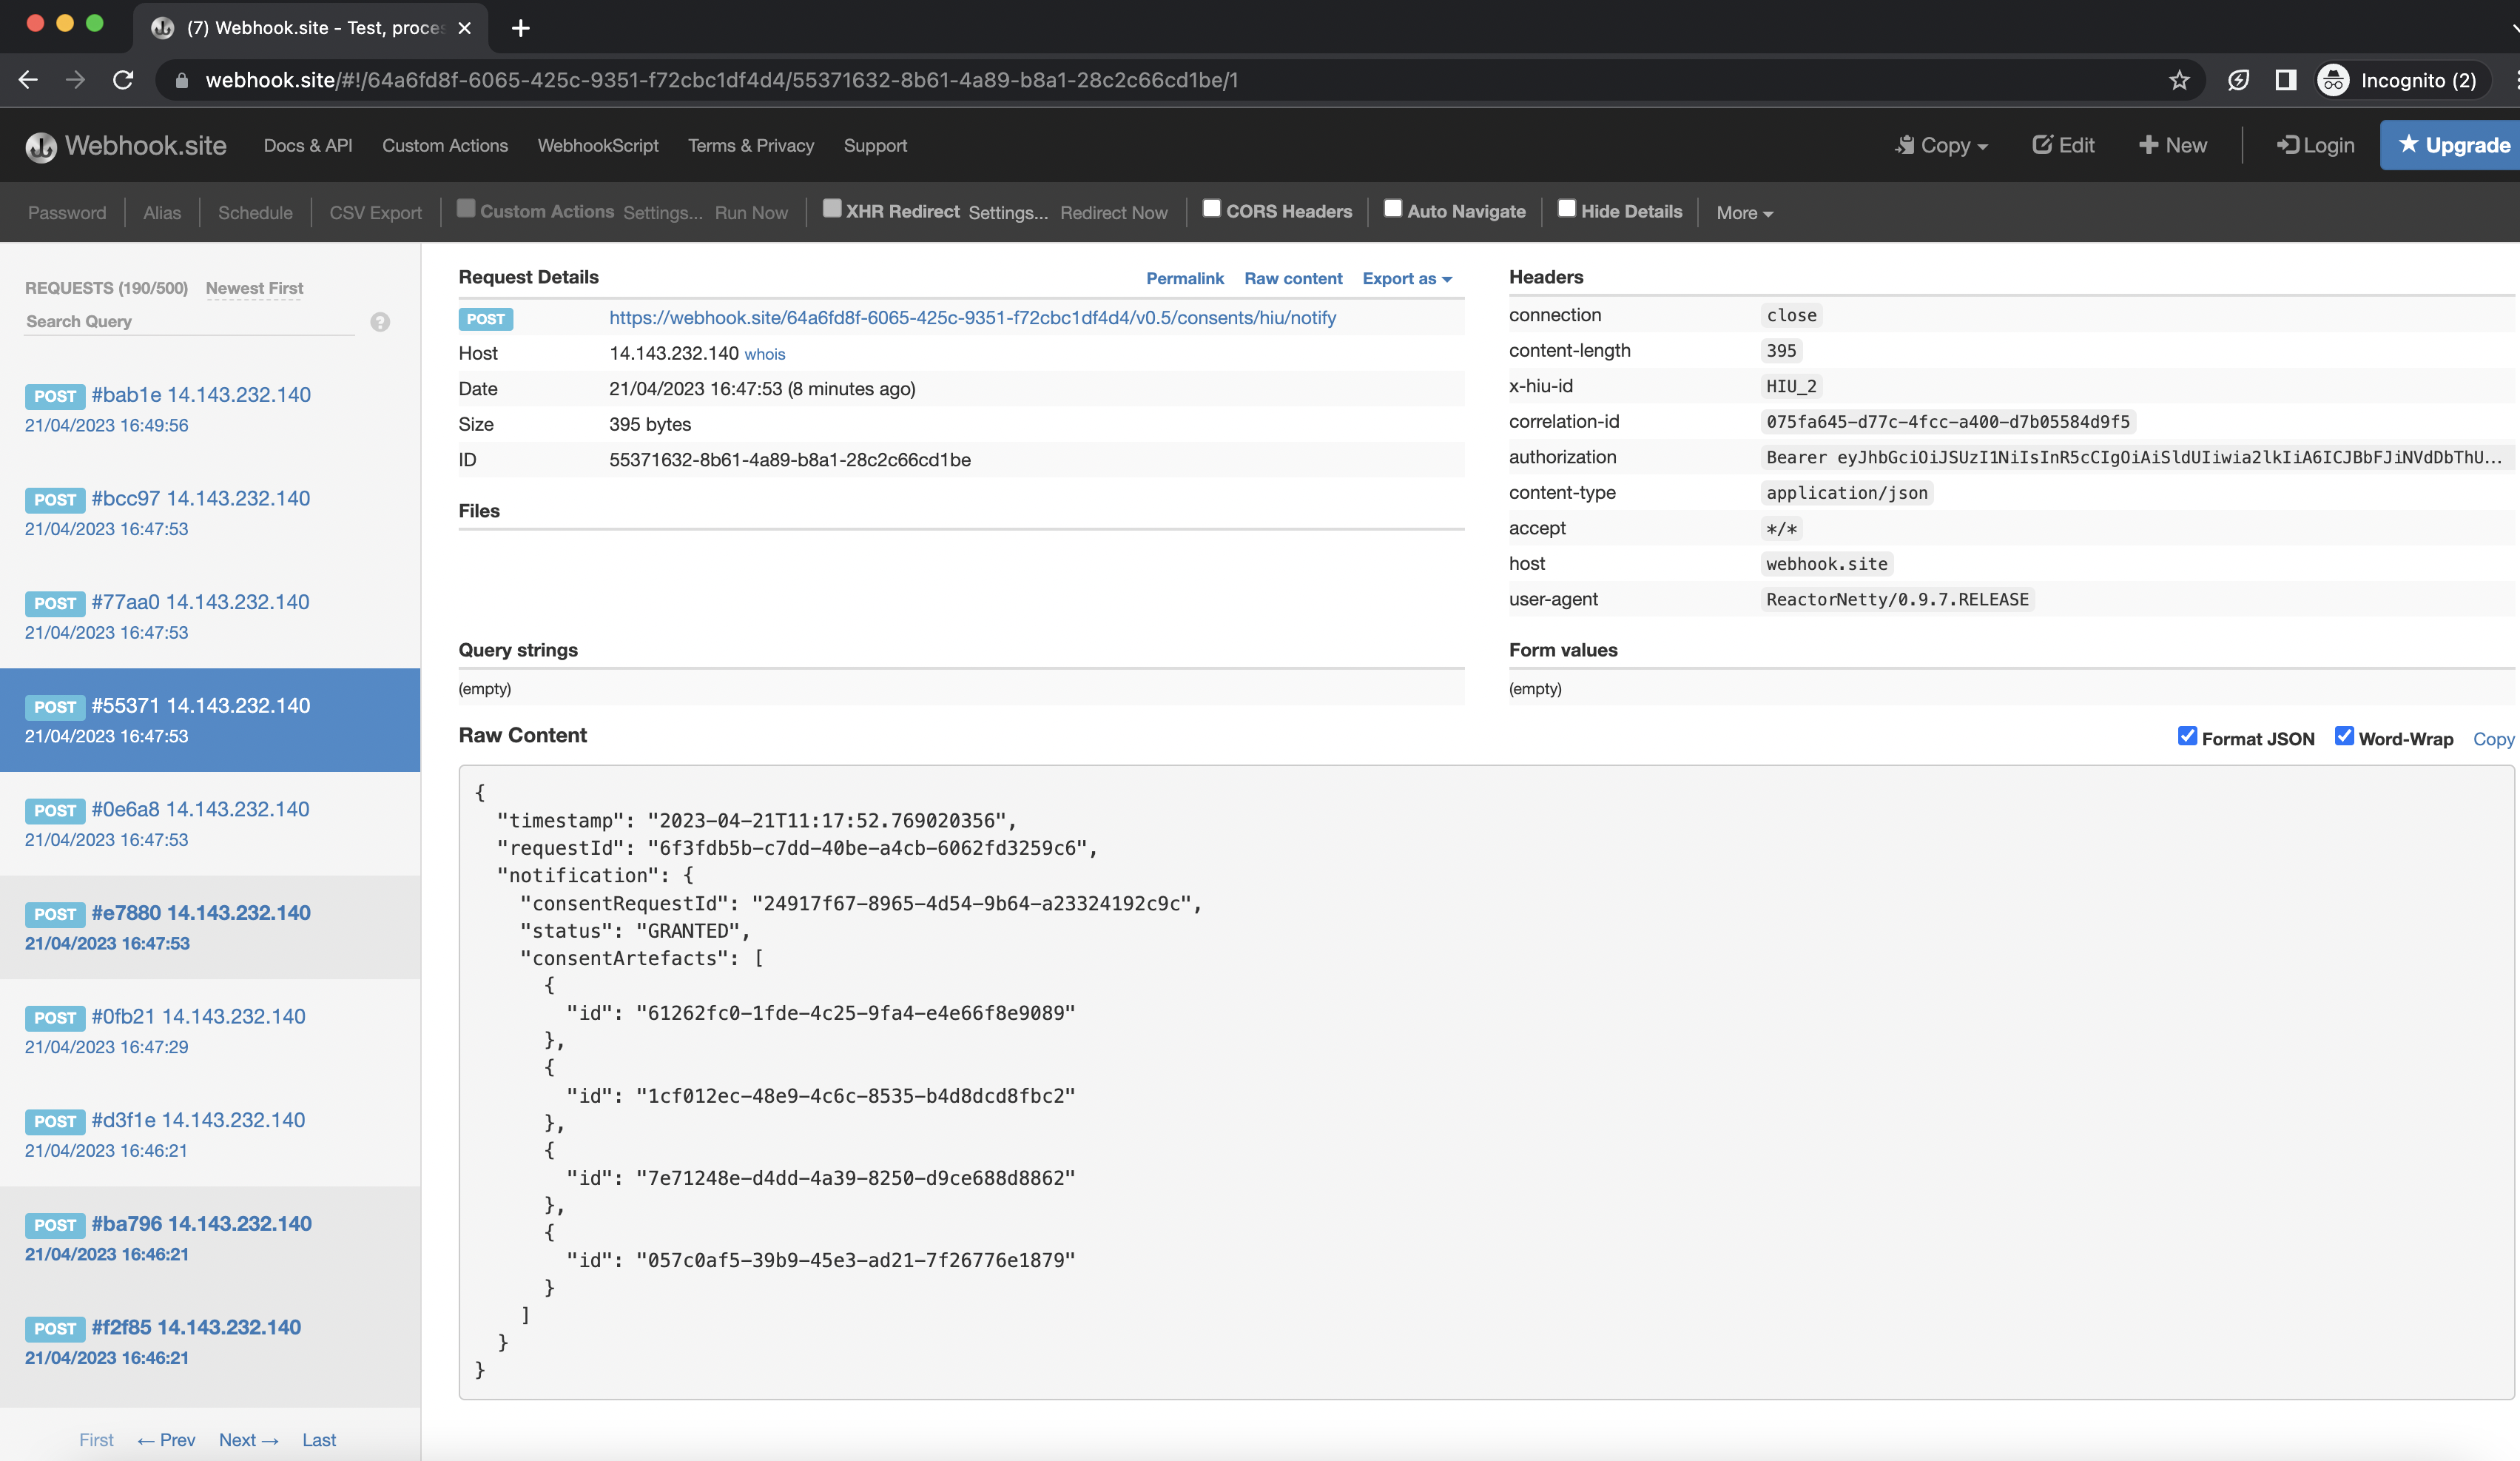 (7) Webhook.site - Test, proces
webhook.site/#!/64a6fd8f-6065-425c-9351-f72cbc1df4d4/55371632-8b61-4a89-b8a1-28c2c66cd1be/1
Incognito (2)
Webhook.site Docs & API Custom Actions WebhookScript Terms & Privacy Support Copy Edit New Login Upgrade
Password Alias Schedule CSV Export Custom Actions Settings... Run Now XHR Redirect Settings... Redirect Now CORS Headers Auto Navigate Hide Details More
REQUESTS (190/500) Newest First
Search Query
POST #bab1e 14.143.232.140
21/04/2023 16:49:56
POST #bcc97 14.143.232.140
21/04/2023 16:47:53
POST #77aa0 14.143.232.140
21/04/2023 16:47:53
POST #55371 14.143.232.140
21/04/2023 16:47:53
POST #0e6a8 14.143.232.140
21/04/2023 16:47:53
POST #e7880 14.143.232.140
21/04/2023 16:47:53
POST #0fb21 14.143.232.140
21/04/2023 16:47:29
POST #d3f1e 14.143.232.140
21/04/2023 16:46:21
POST #ba796 14.143.232.140
21/04/2023 16:46:21
POST #f2f85 14.143.232.140
21/04/2023 16:46:21
First ← Prev Next → Last
Request Details Permalink Raw content Export as
POST https://webhook.site/64a6fd8f-6065-425c-9351-f72cbc1df4d4/v0.5/consents/hiu/notify
Host 14.143.232.140 whois
Date 21/04/2023 16:47:53 (8 minutes ago)
Size 395 bytes
ID 55371632-8b61-4a89-b8a1-28c2c66cd1be
Files
Query strings
(empty)
Headers
connection close
content-length 395
x-hiu-id HIU_2
correlation-id 075fa645-d77c-4fcc-a400-d7b05584d9f5
authorization Bearer eyJhbGciOiJSUzI1NiIsInR5cCIgOiAiSldUIiwia2lkIiA6ICJBbFJiNVdDbThU...
content-type application/json
accept */*
host webhook.site
user-agent ReactorNetty/0.9.7.RELEASE
Form values
(empty)
Raw Content Format JSON Word-Wrap Copy
{
"timestamp": "2023-04-21T11:17:52.769020356",
"requestId": "6f3fdb5b-c7dd-40be-a4cb-6062fd3259c6",
"notification": {
"consentRequestId": "24917f67-8965-4d54-9b64-a23324192c9c",
"status": "GRANTED",
"consentArtefacts": [
{
"id": "61262fc0-1fde-4c25-9fa4-e4e66f8e9089"
},
{
"id": "1cf012ec-48e9-4c6c-8535-b4d8dcd8fbc2"
},
{
"id": "7e71248e-d4dd-4a39-8250-d9ce688d8862"
},
{
"id": "057c0af5-39b9-45e3-ad21-7f26776e1879"
}
]
}
}